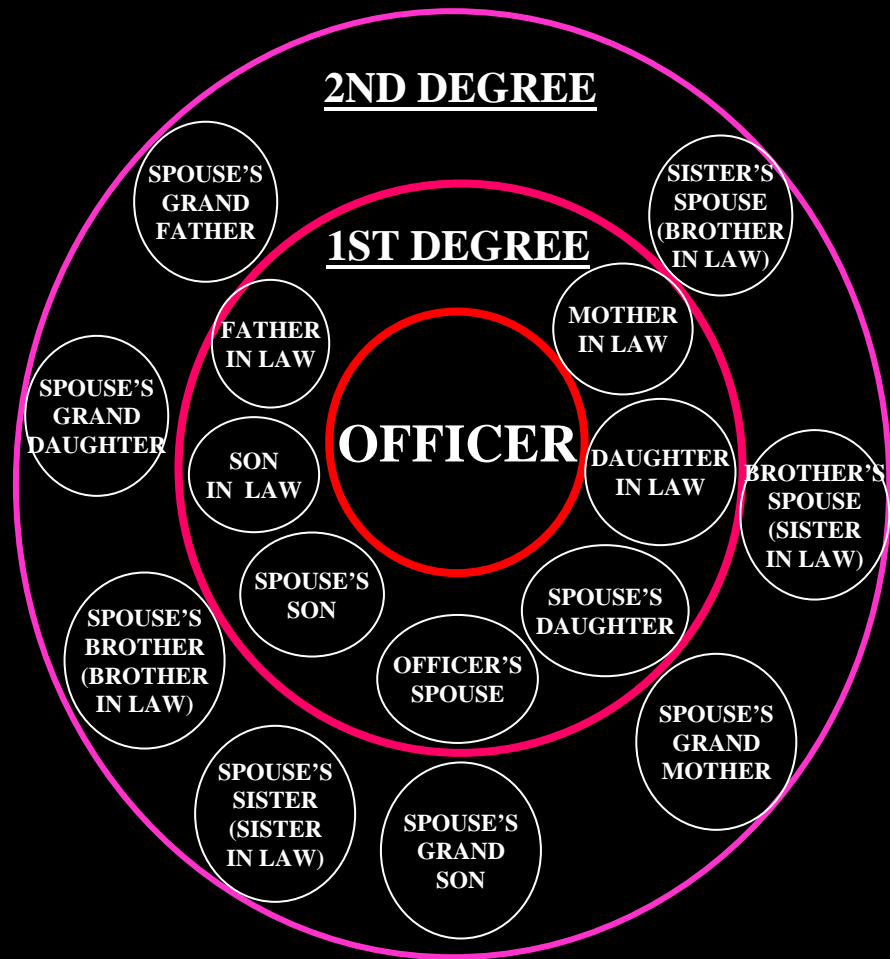 2ND DEGREE
SPOUSE'S
GRAND
FATHER
SISTER'S
SPOUSE
(BROTHER
IN LAW)
1ST DEGREE
FATHER
IN LAW
MOTHER
IN LAW
SPOUSE'S
GRAND
DAUGHTER
OFFICER
SON
IN LAW
DAUGHTER
IN LAW
BROTHER'S
SPOUSE
(SISTER
IN LAW)
SPOUSE'S
SON
SPOUSE'S
DAUGHTER
SPOUSE'S
BROTHER
(BROTHER
IN LAW)
OFFICER'S
SPOUSE
SPOUSE'S
GRAND
MOTHER
SPOUSE'S
SISTER
(SISTER
IN LAW)
SPOUSE'S
GRAND
SON